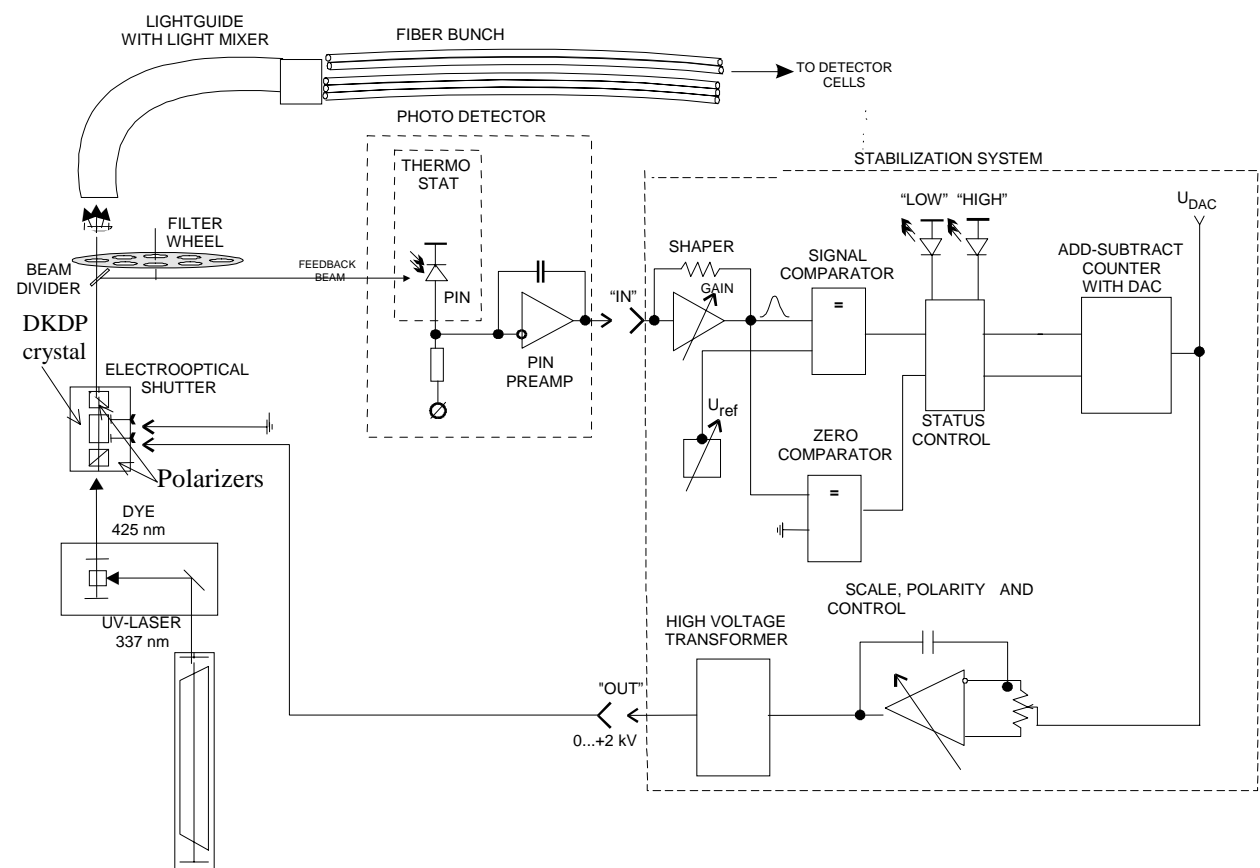 LIGHTGUIDE
WITH LIGHT MIXER
FIBER BUNCH
TO DETECTOR
CELLS
PHOTO DETECTOR
THERMO
STAT
STABILIZATION SYSTEM
"LOW" "HIGH"
UDAC
FILTER
WHEEL
SHAPER
SIGNAL
COMPARATOR
ADD-SUBTRACT
COUNTER
WITH DAC
BEAM
DIVIDER
FEEDBACK
BEAM
PIN
"IN"
GAIN
=
DKDP
crystal
ELECTROOPTICAL
SHUTTER
PIN
PREAMP
Uref
STATUS
CONTROL
ZERO
COMPARATOR
=
Polarizers
DYE
425 nm
UV-LASER
337 nm
SCALE, POLARITY AND
CONTROL
HIGH VOLTAGE
TRANSFORMER
"OUT"
0...+2 kV